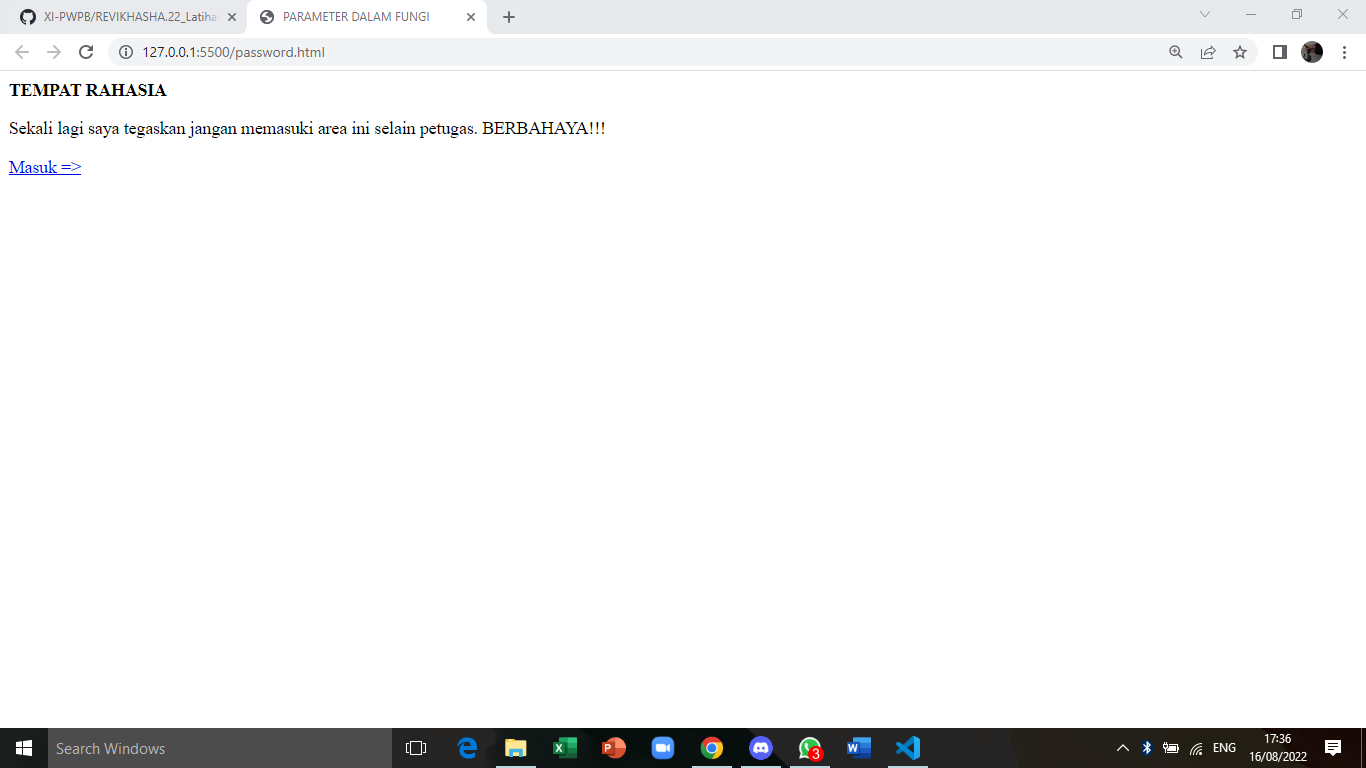 XI-PWPB/REVIKHASHA.22_Latiha
PARAMETER DALAM FUNGI
127.0.0.1:5500/password.html
TEMPAT RAHASIA
Sekali lagi saya tegaskan jangan memasuki area ini selain petugas. BERBAHAYA!!!
Masuk =>
Search Windows
3
ENG
17:36
16/08/2022